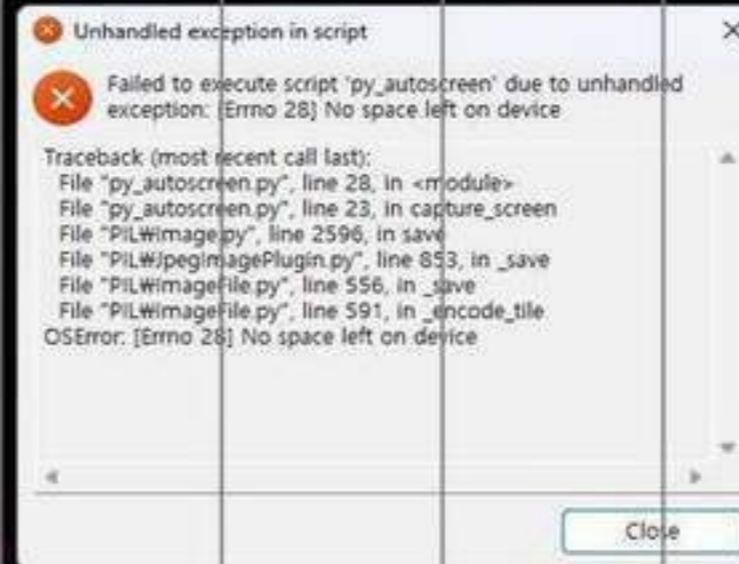 Unhandled exception in script
Failed to execute script 'py_autoscreen' due to unhandled
exception: [Errno 28] No space left on device
Traceback (most recent call last):
File "py_autoscreen.py", line 28, in <module>
File "py_autoscreen.py", line 23, in capture_screen
File "PIL₩Image.py", line 2596, in save
File "PIL₩JpegImagePlugin.py", line 853, in _save
File "PIL₩ImageFile.py", line 556, in _save
File "PIL₩ImageFile.py", line 591, in _encode_tile
OSError: [Errno 28] No space left on device
Close